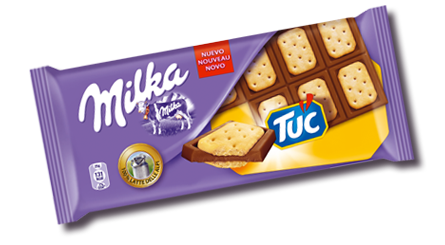 NUEVO
NOUVEAU
NOVO
Milka
Milka
TUC
100% LATTE DELLE ALPI